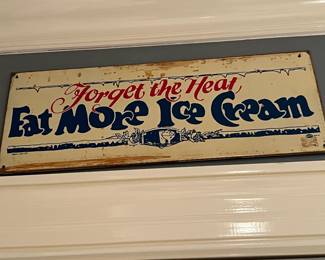 Forget the Heat
Eat More Ice Cream